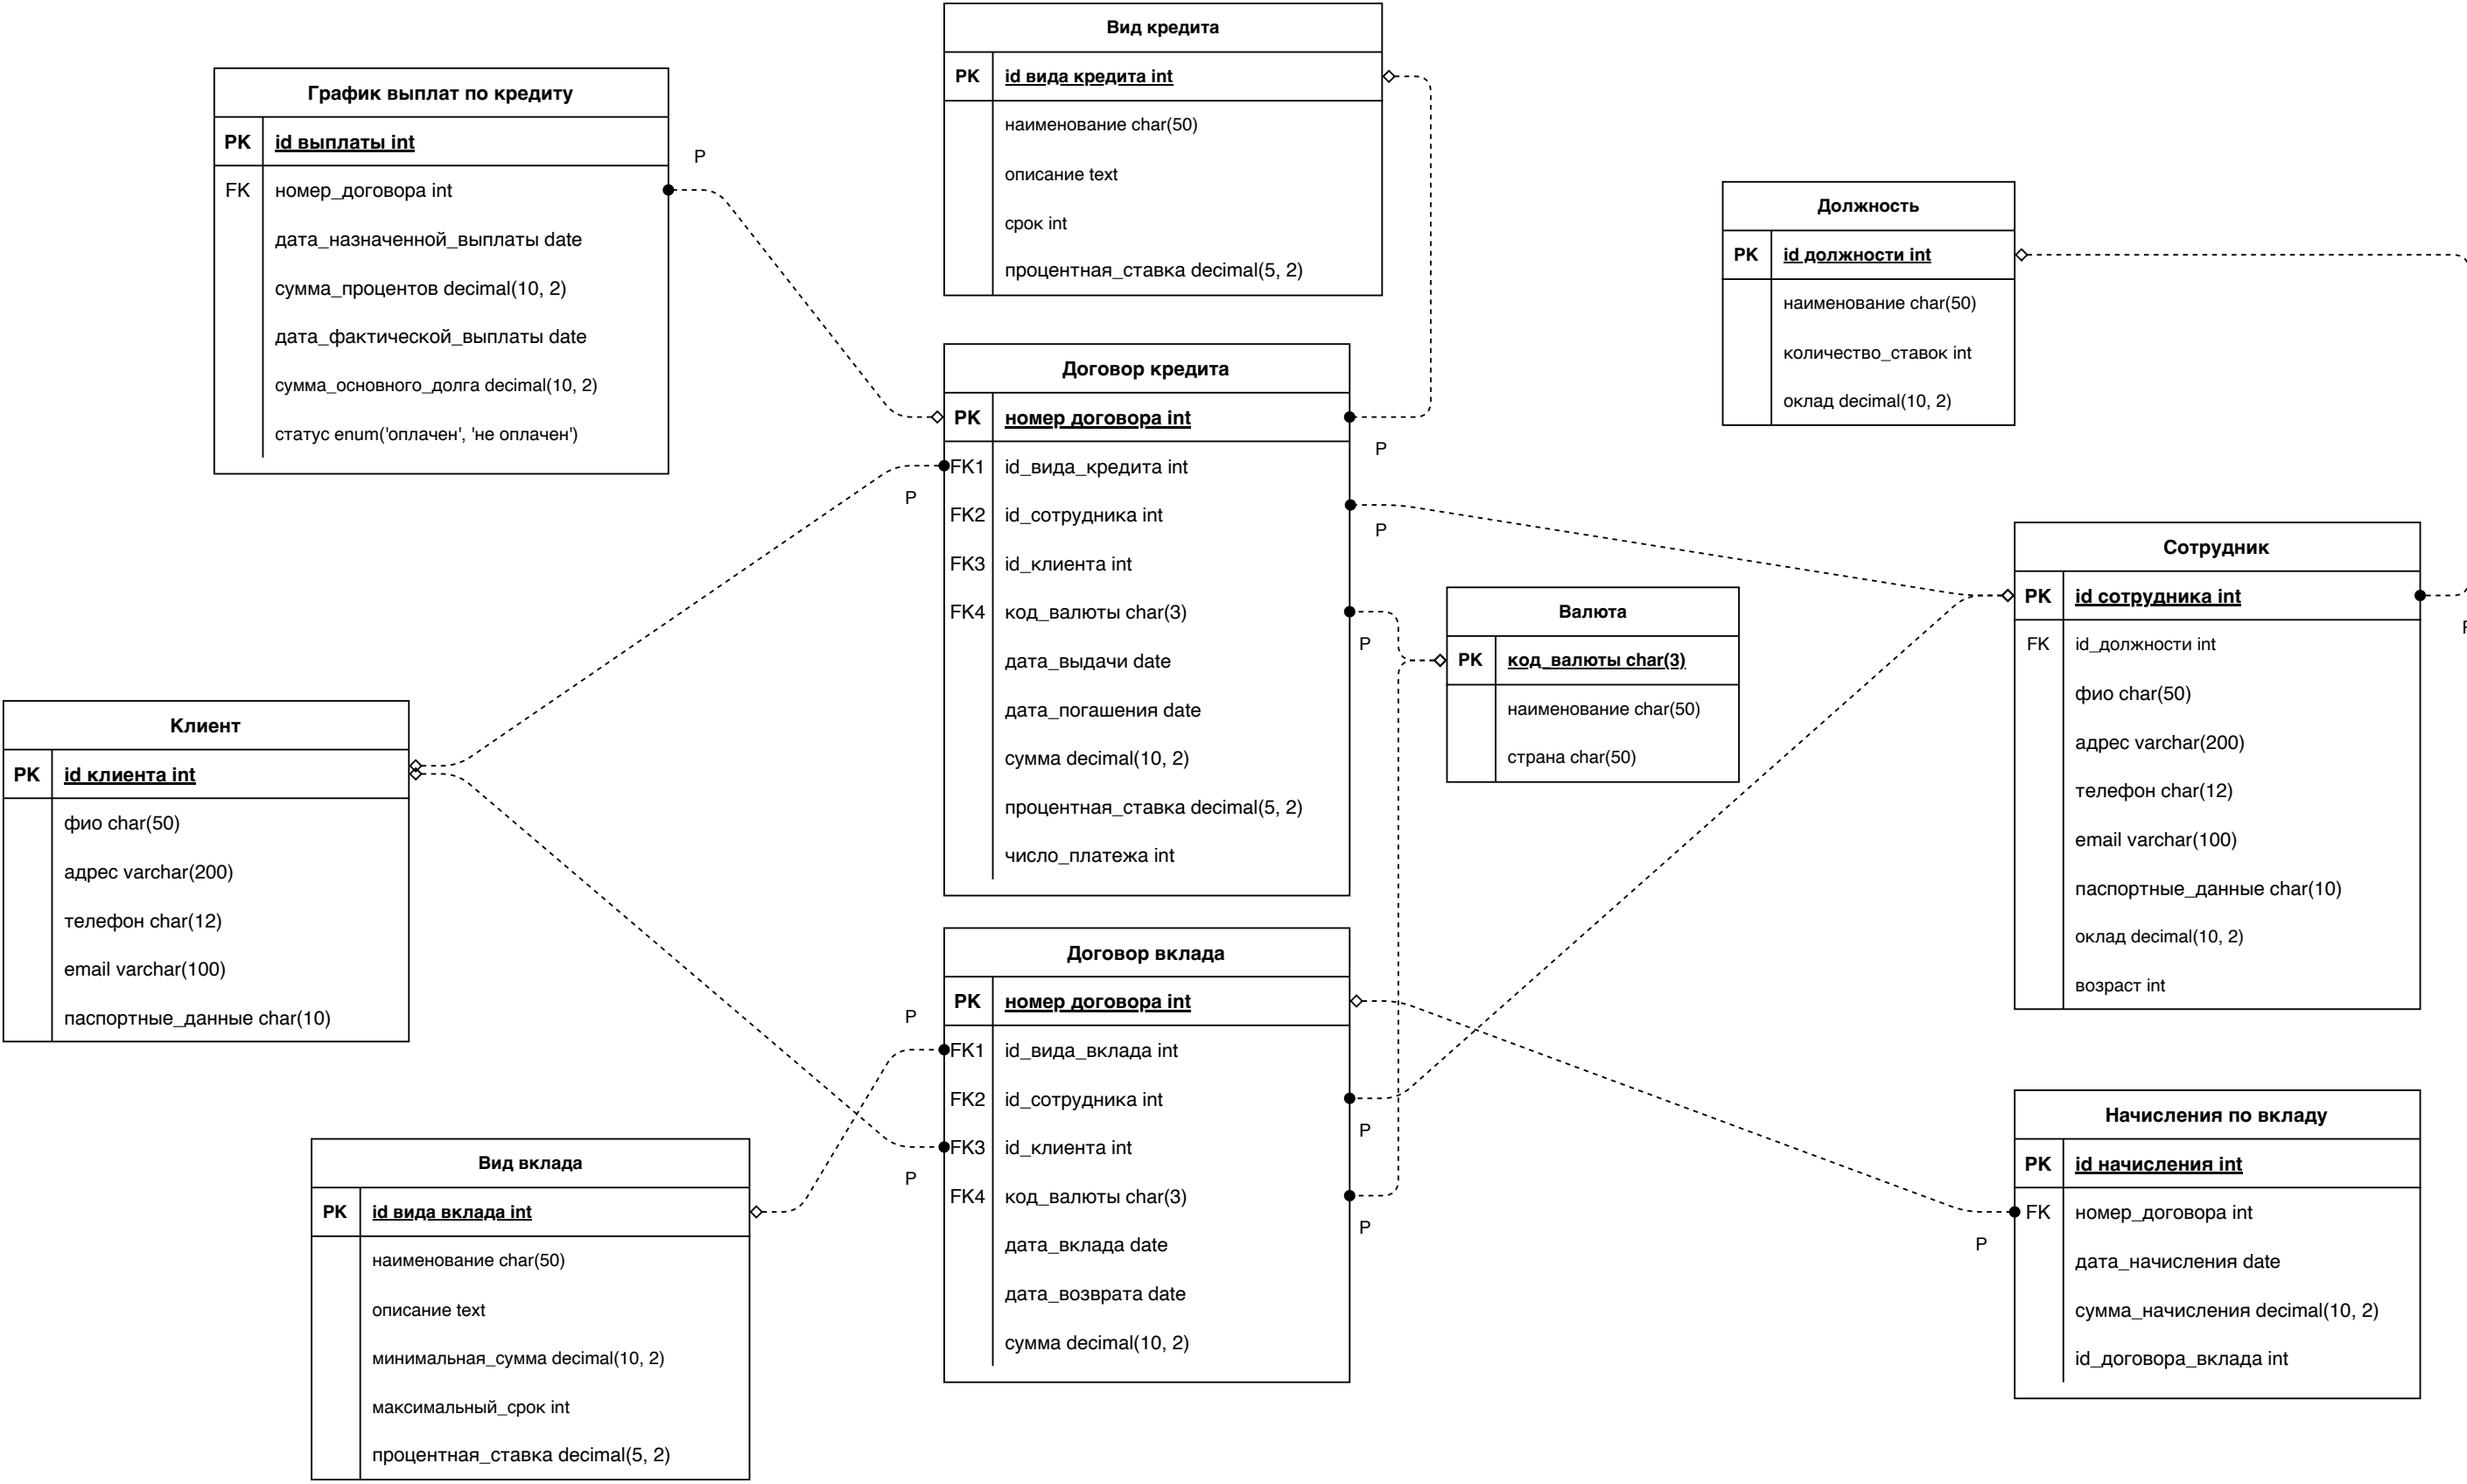 Вид кредита
PK id вида кредита int
наименование char(50)
описание text
срок int
процентная_ставка decimal(5, 2)
График выплат по кредиту
PK id выплаты int
FK номер_договора int
дата_назначенной_выплаты date
сумма_процентов decimal(10, 2)
дата_фактической_выплаты date
сумма_основного_долга decimal(10, 2)
статус enum('оплачен', 'не оплачен')
P
Должность
PK id должности int
наименование char(50)
количество_ставок int
оклад decimal(10, 2)
Договор кредита
PK номер договора int
FK1 id_вида_кредита int
FK2 id_сотрудника int
FK3 id_клиента int
FK4 код_валюты char(3)
дата_выдачи date
дата_погашения date
сумма decimal(10, 2)
процентная_ставка decimal(5, 2)
число_платежа int
P
P
P
P
Валюта
PK код_валюты char(3)
наименование char(50)
страна char(50)
Сотрудник
PK id сотрудника int
FK id_должности int
фио char(50)
адрес varchar(200)
телефон char(12)
email varchar(100)
паспортные_данные char(10)
оклад decimal(10, 2)
возраст int
Клиент
PK id клиента int
фио char(50)
адрес varchar(200)
телефон char(12)
email varchar(100)
паспортные_данные char(10)
Договор вклада
PK номер договора int
FK1 id_вида_вклада int
FK2 id_сотрудника int
FK3 id_клиента int
FK4 код_валюты char(3)
дата_вклада date
дата_возврата date
сумма decimal(10, 2)
P
P
P
P
Вид вклада
PK id вида вклада int
наименование char(50)
описание text
минимальная_сумма decimal(10, 2)
максимальный_срок int
процентная_ставка decimal(5, 2)
Начисления по вкладу
PK id начисления int
FK номер_договора int
дата_начисления date
сумма_начисления decimal(10, 2)
id_договора_вклада int
P